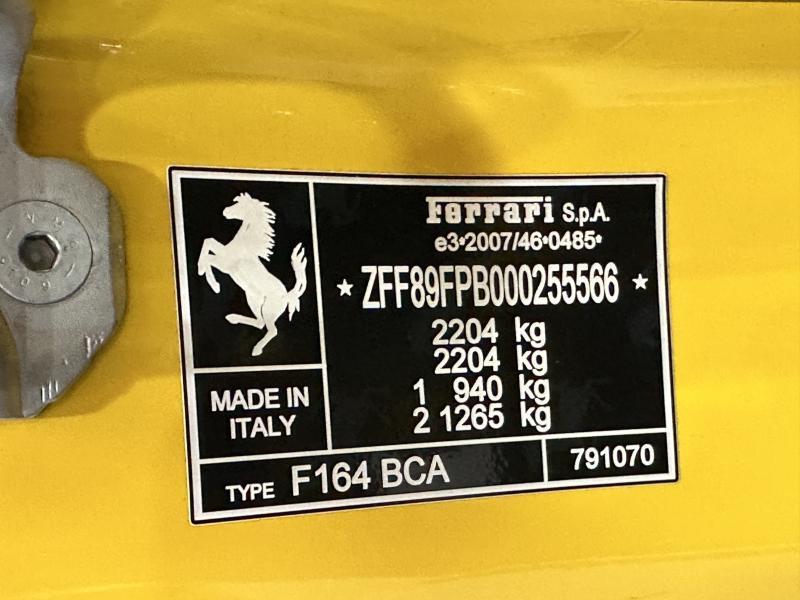 Ferrari S.p.A.
e3*2007/46*0485*
★ ZFF89FPB000255566 ★
2204 kg
2204 kg
1 940 kg
2 1265 kg
MADE IN
ITALY
TYPE F164 BCA
791070